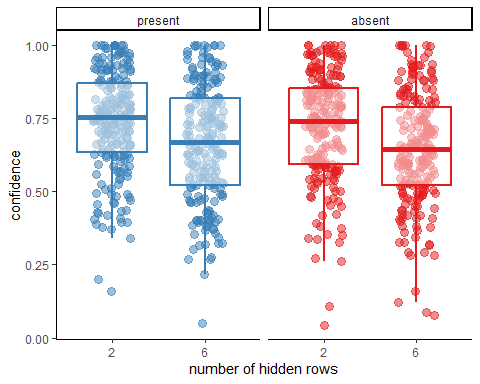 present absent
1.00
0.75
0.50
0.25
0.00
confidence
2 6 2 6
number of hidden rows